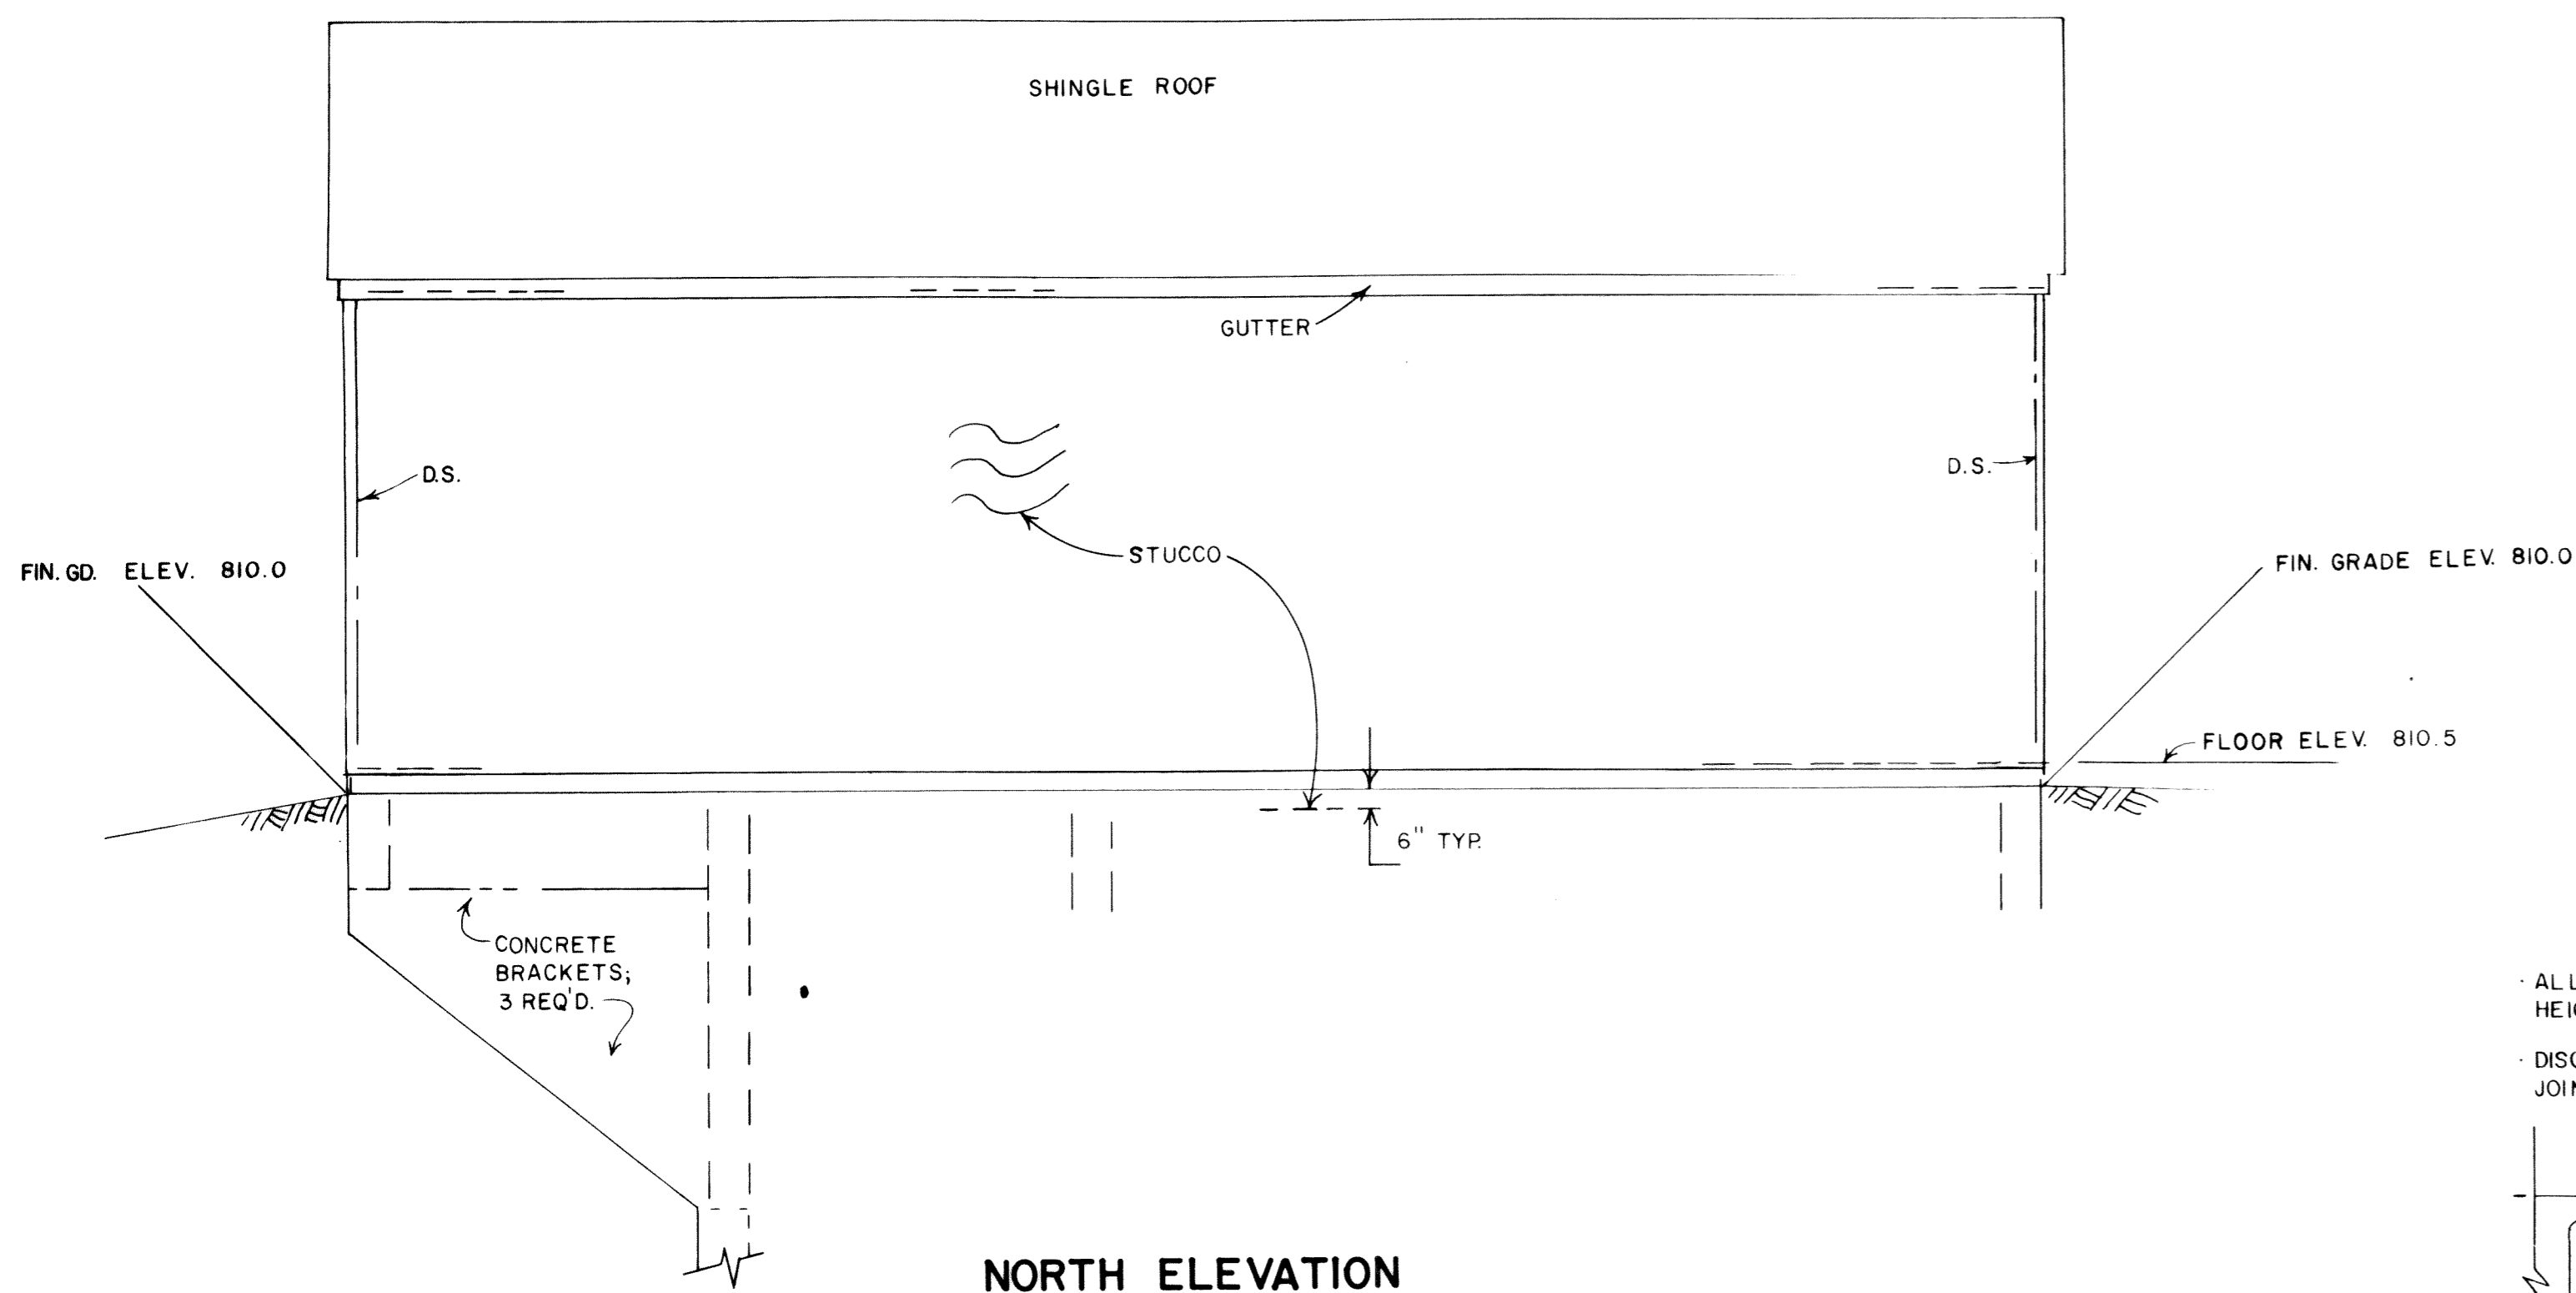 SHINGLE ROOF
GUTTER
D.S.
D.S.
STUCCO
FIN. GD. ELEV. 810.0
FIN. GRADE ELEV. 810.0
FLOOR ELEV. 810.5
6" TYP.
CONCRETE
BRACKETS;
3 REQ'D.
NORTH ELEVATION